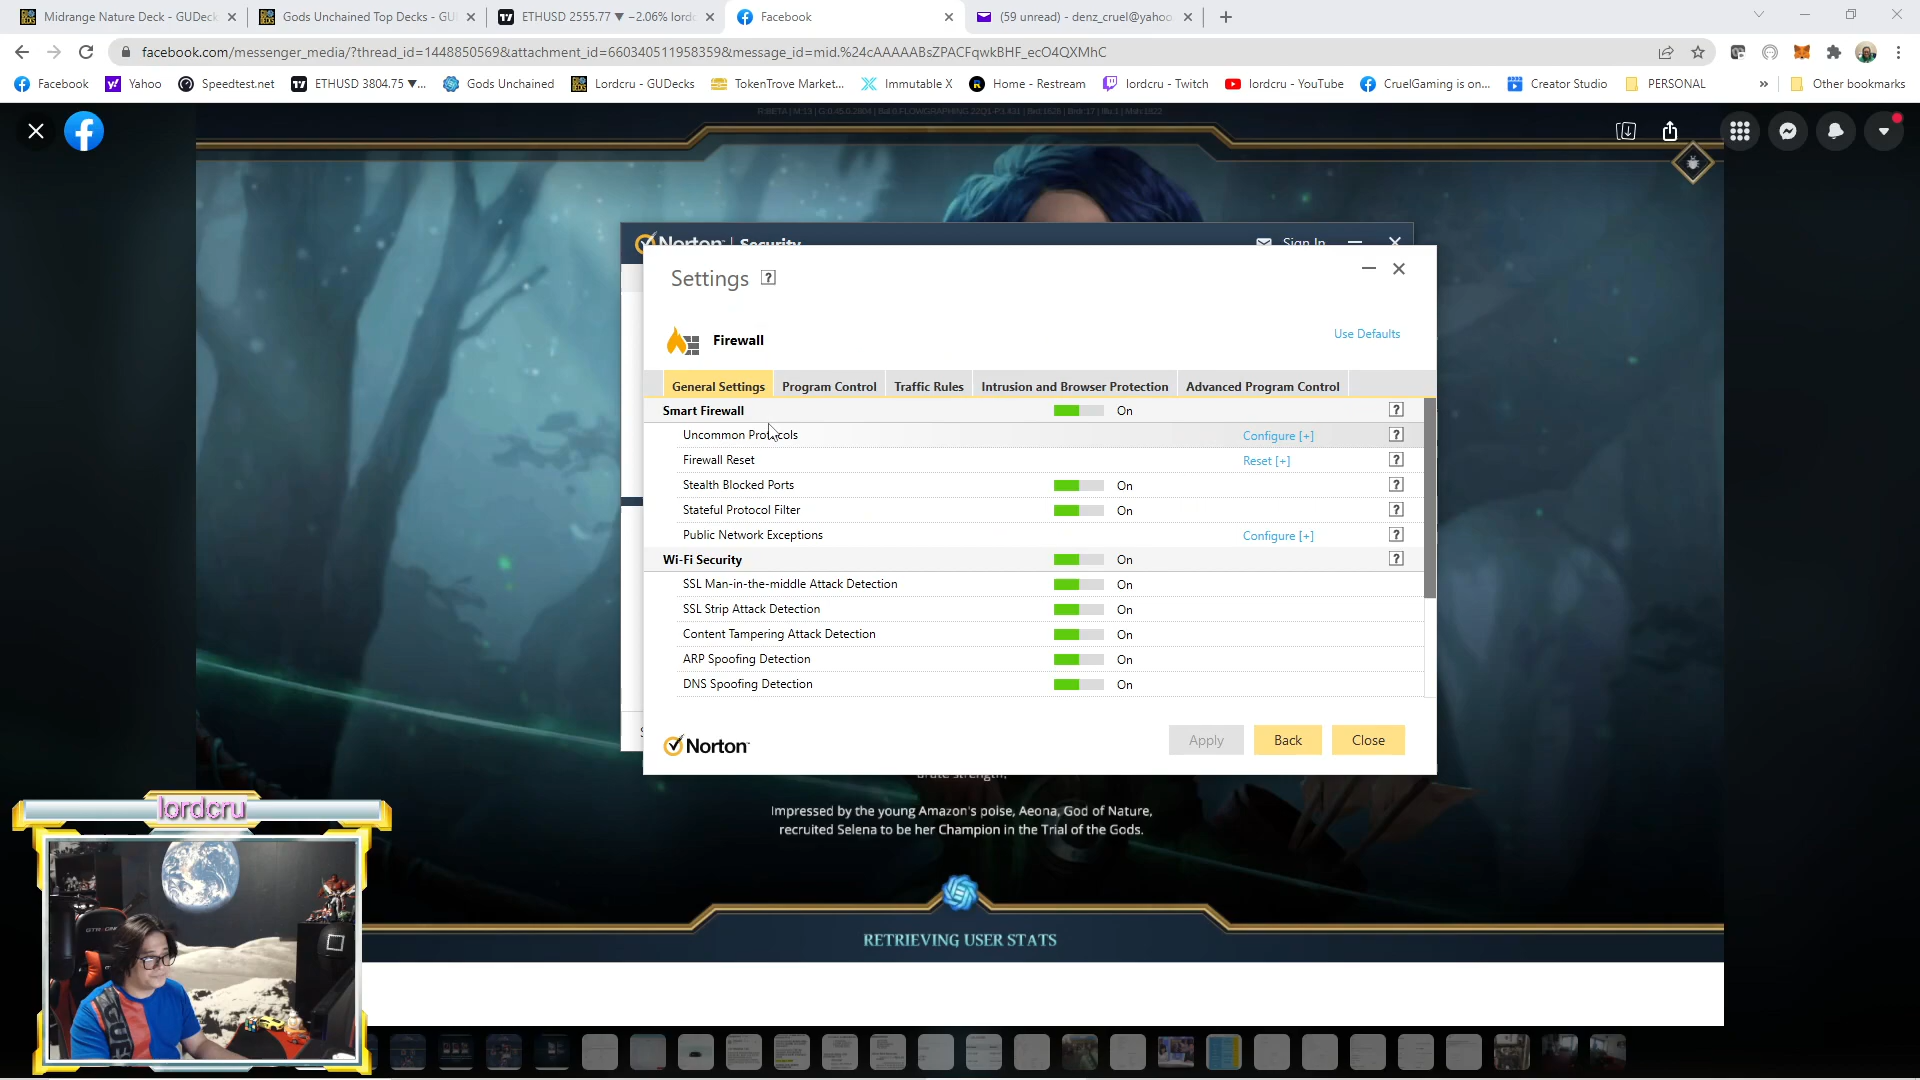 Midrange Nature Deck - GUDeck
Gods Unchained Top Decks - GU
ETHUSD 2555.77 ▼ −2.06% lordc
Facebook
(59 unread) - denz_cruel@yahoo
facebook.com/messenger_media/?thread_id=1448850569&attachment_id=660340511958359&message_id=mid.%24cAAAAABsZPACFqwkBHF_ecO4QXMhC
Facebook
Yahoo
Speedtest.net
ETHUSD 3804.75 ▼...
Gods Unchained
Lordcru - GUDecks
TokenTrove Market...
Immutable X
Home - Restream
lordcru - Twitch
lordcru - YouTube
CruelGaming is on...
Creator Studio
PERSONAL
»
Other bookmarks
Norton | Security
Sign In
Settings ?
Firewall
Use Defaults
General Settings
Program Control
Traffic Rules
Intrusion and Browser Protection
Advanced Program Control
Smart Firewall On ?
Uncommon Protocols Configure [+] ?
Firewall Reset Reset [+] ?
Stealth Blocked Ports On ?
Stateful Protocol Filter On ?
Public Network Exceptions Configure [+] ?
Wi-Fi Security On ?
SSL Man-in-the-middle Attack Detection On
SSL Strip Attack Detection On
Content Tampering Attack Detection On
ARP Spoofing Detection On
DNS Spoofing Detection On
Norton
Apply
Back
Close
brute strength,
Impressed by the young Amazon's poise, Aeona, God of Nature,
recruited Selena to be her Champion in the Trial of the Gods.
lordcru
RETRIEVING USER STATS